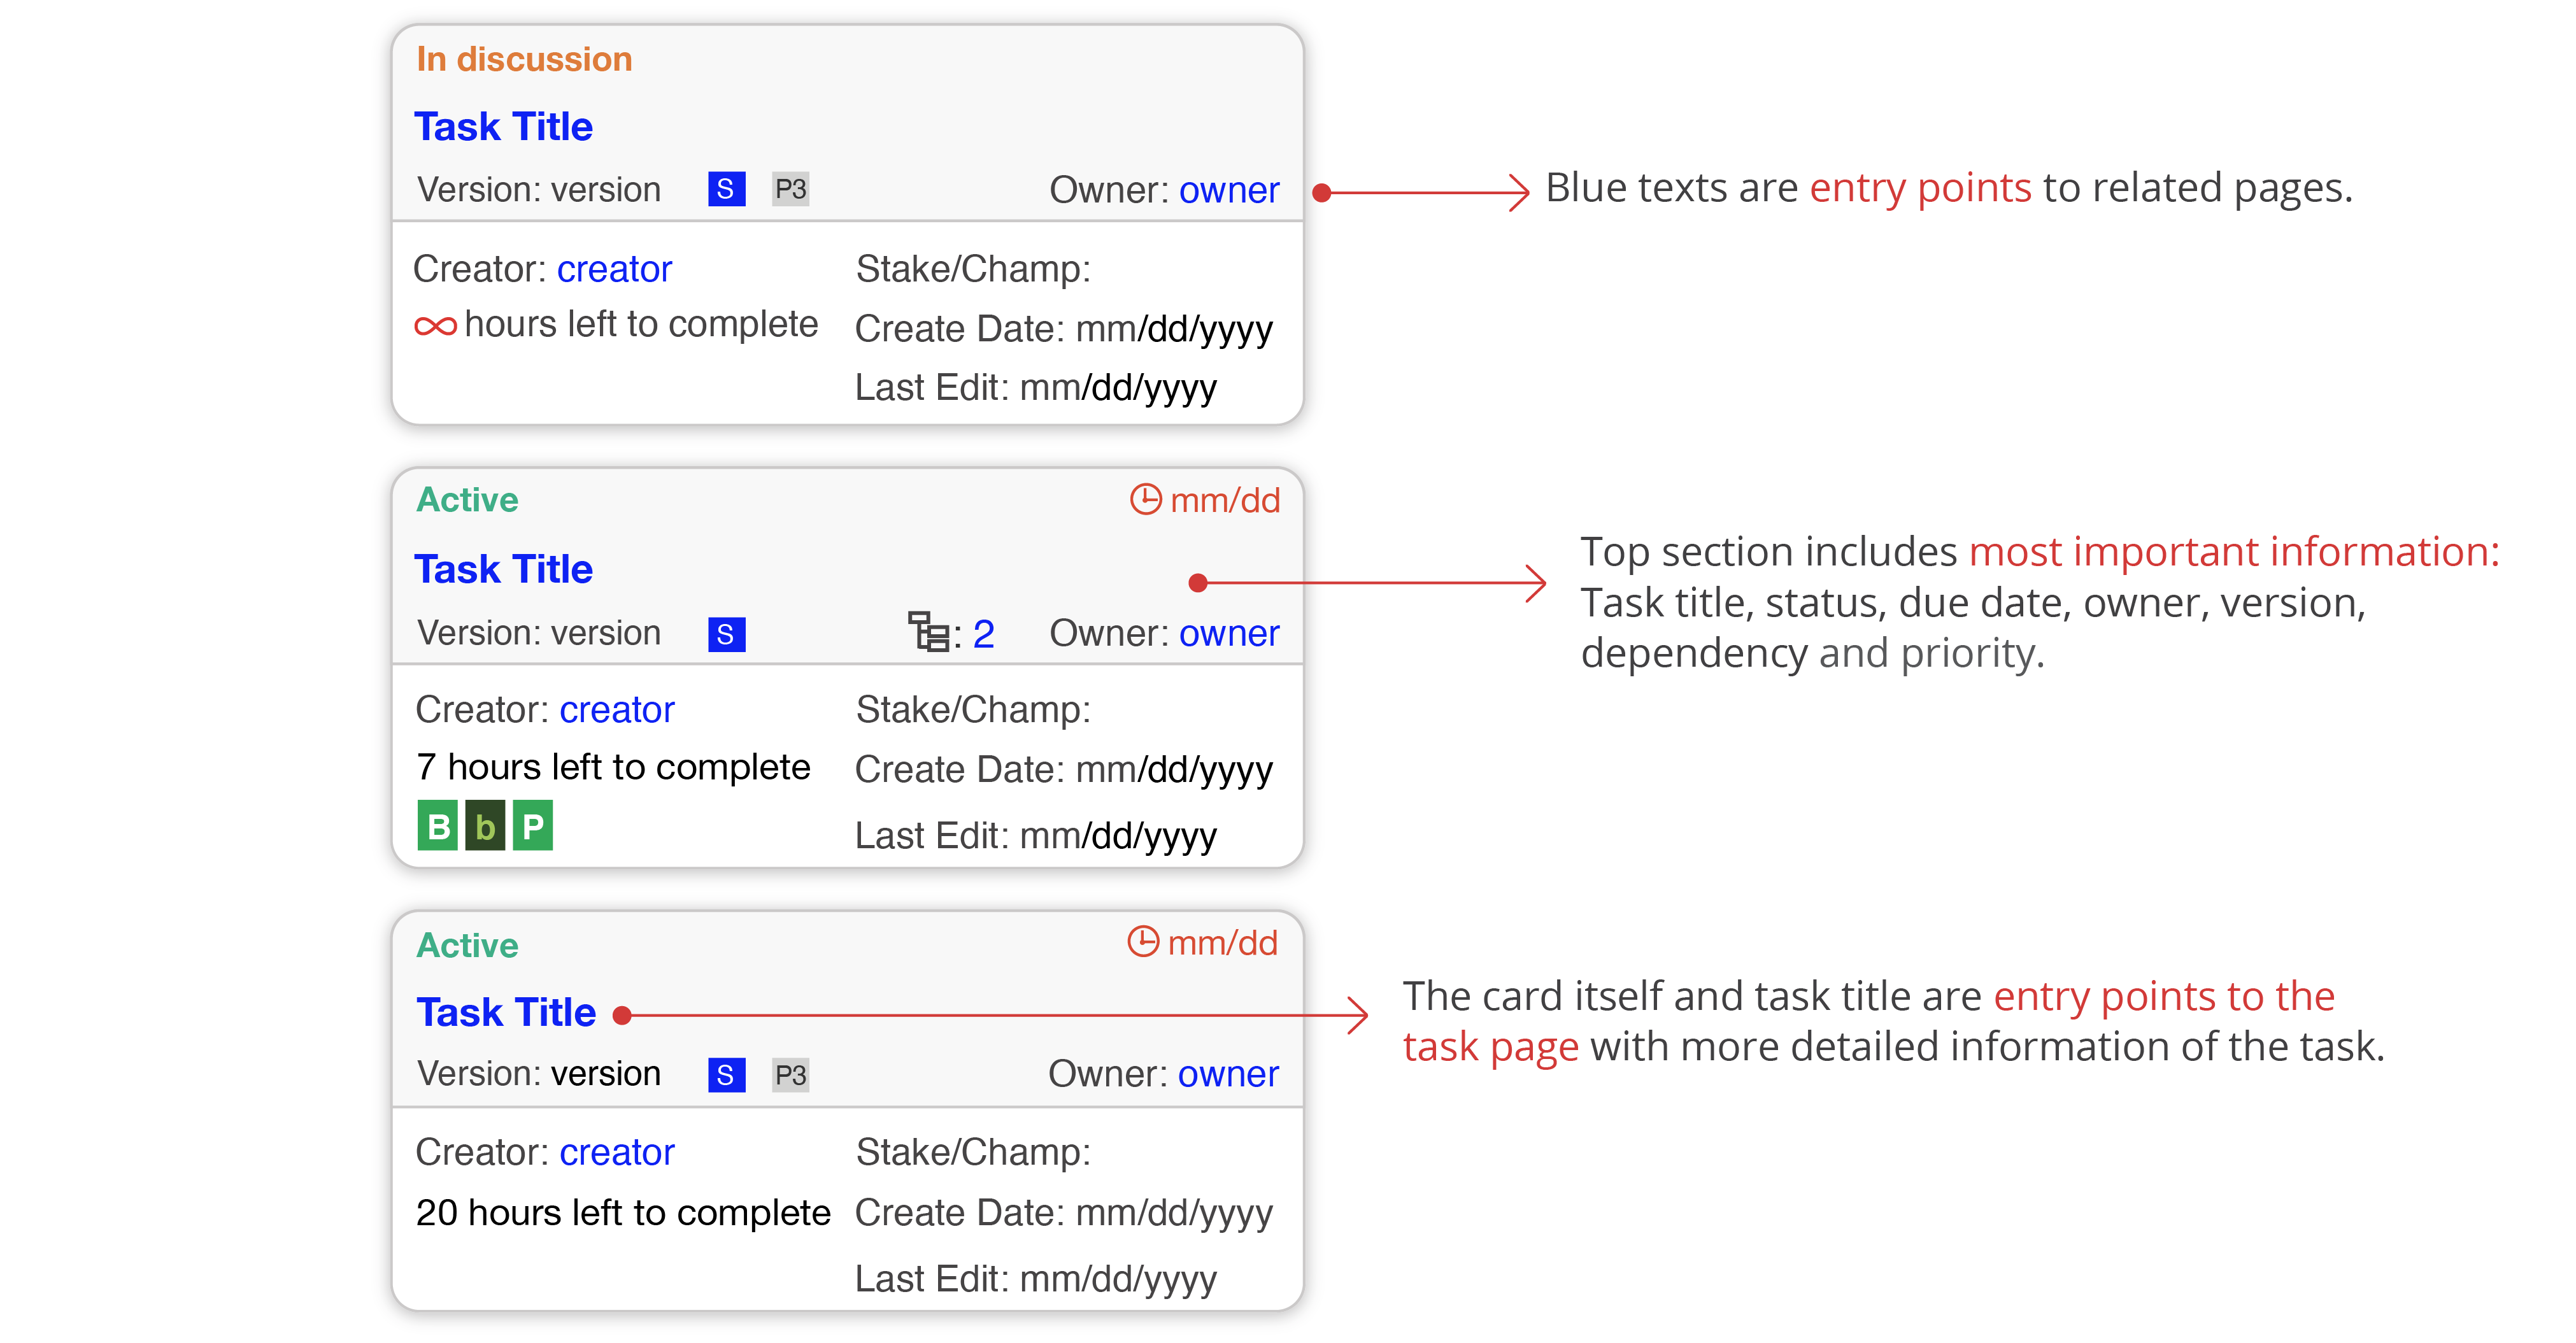 In discussion
Task Title
Version: version S P3 Owner: owner
Creator: creator Stake/Champ:
∞ hours left to complete Create Date: mm/dd/yyyy
Last Edit: mm/dd/yyyy
Blue texts are entry points to related pages.
Active mm/dd
Task Title
Version: version S : 2 Owner: owner
Creator: creator Stake/Champ:
7 hours left to complete Create Date: mm/dd/yyyy
B b P Last Edit: mm/dd/yyyy
Top section includes most important information:
Task title, status, due date, owner, version,
dependency and priority.
Active mm/dd
Task Title
Version: version S P3 Owner: owner
Creator: creator Stake/Champ:
20 hours left to complete Create Date: mm/dd/yyyy
Last Edit: mm/dd/yyyy
The card itself and task title are entry points to the
task page with more detailed information of the task.